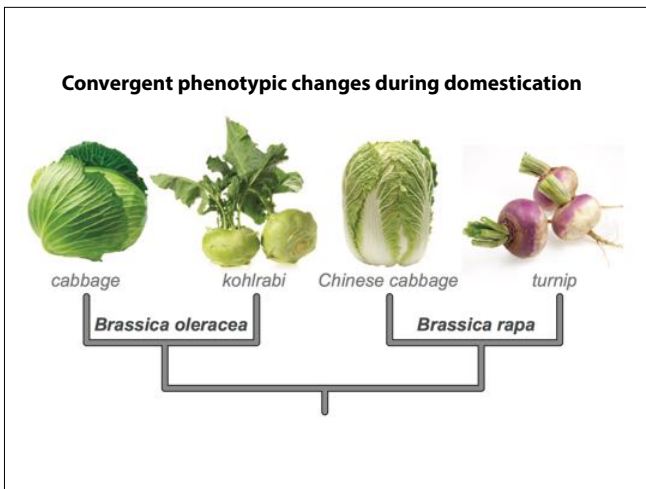 Convergent phenotypic changes during domestication
cabbage kohlrabi Chinese cabbage turnip
Brassica oleracea Brassica rapa